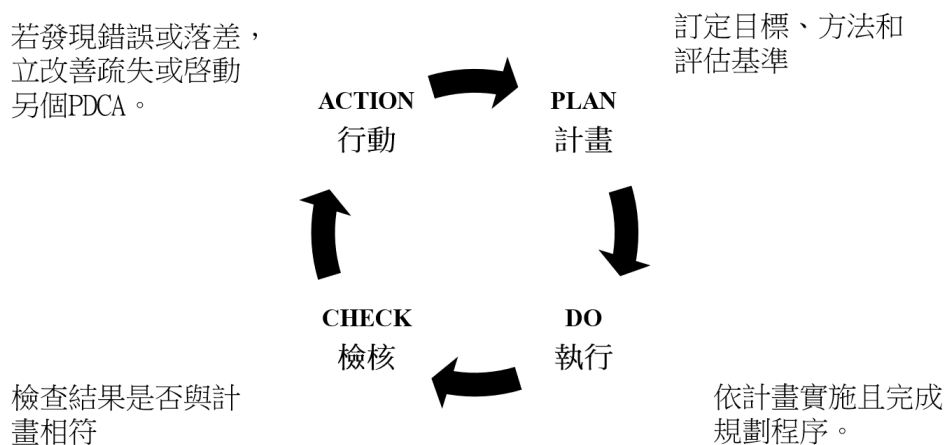 若發現錯誤或落差，
立改善疏失或啓動
另個PDCA。
ACTION
行動
PLAN
計畫
訂定目標、方法和
評估基準
CHECK
檢核
DO
執行
檢查結果是否與計
畫相符
依計畫實施且完成
規劃程序。